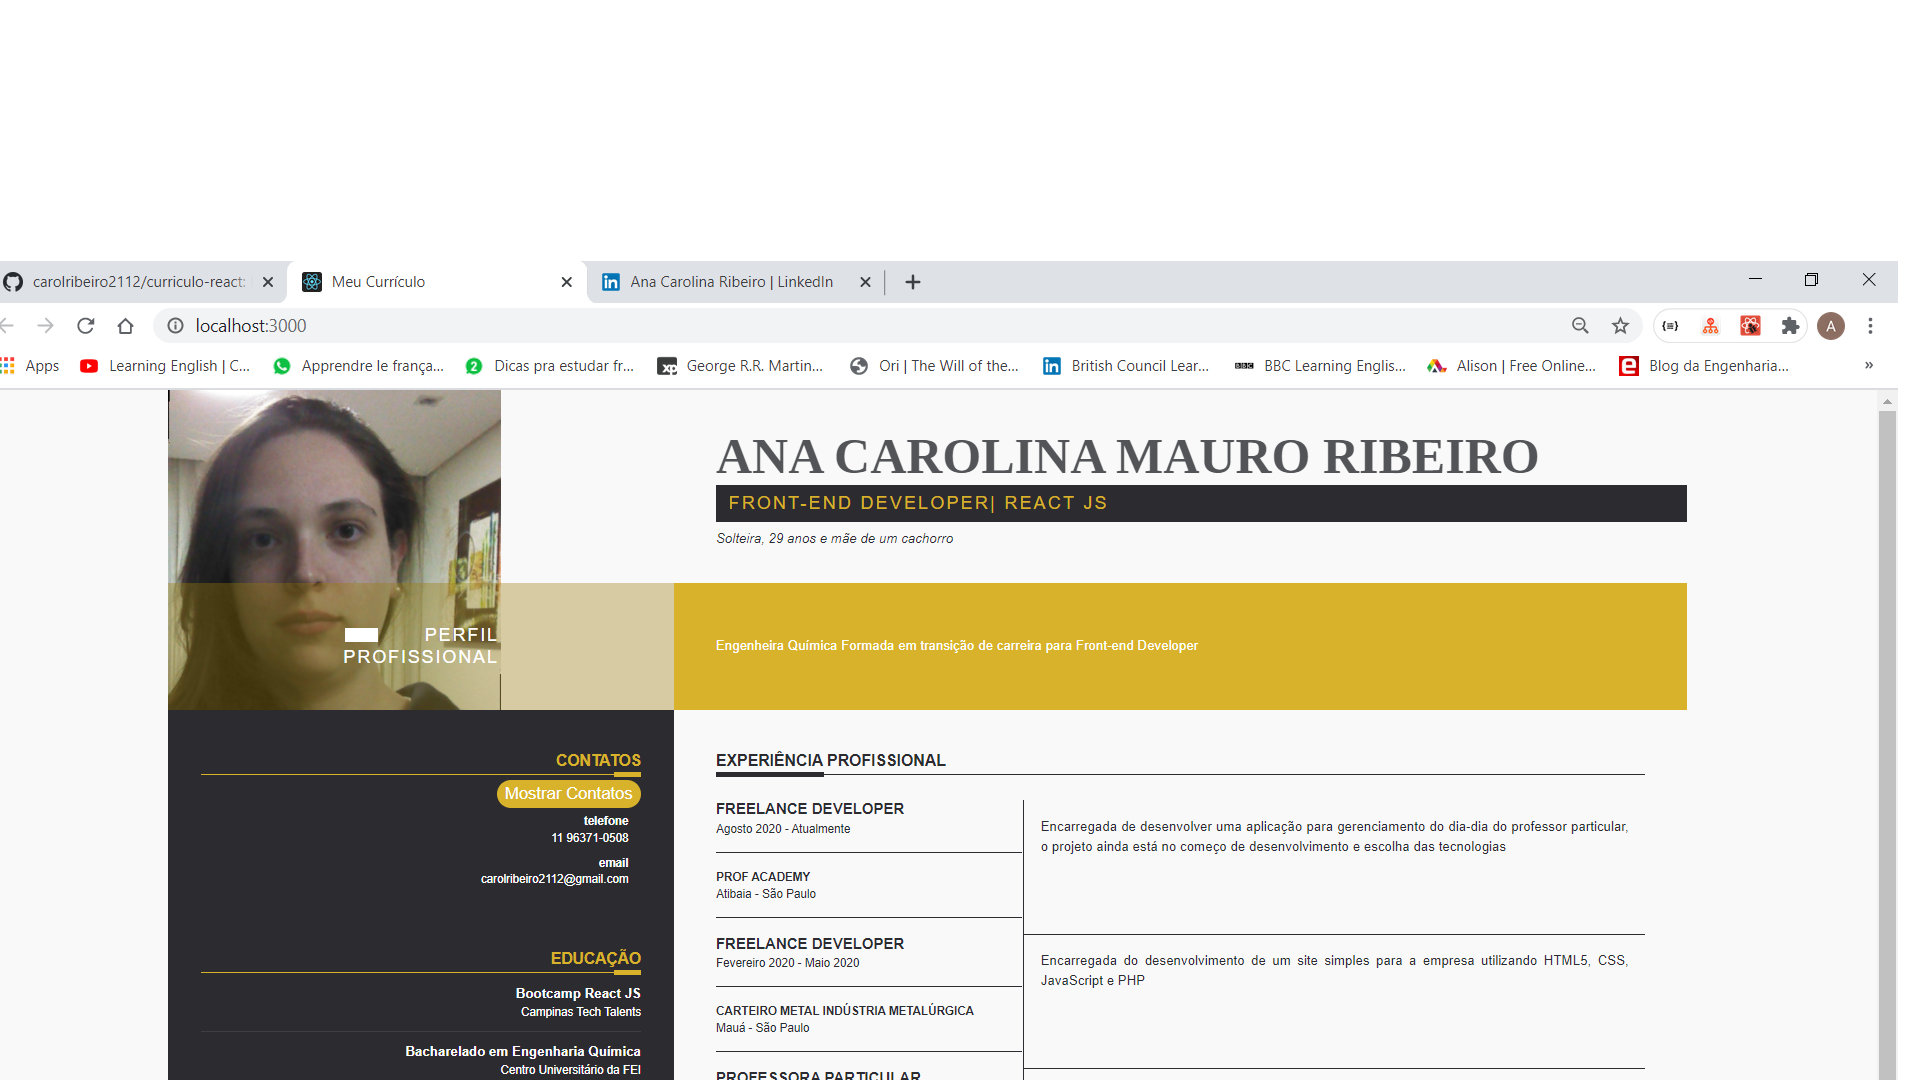 carolribeiro2112/curriculo-react:
Meu Currículo
Ana Carolina Ribeiro | LinkedIn
localhost:3000
A
Apps
Learning English | C...
Apprendre le frança...
2
Dicas pra estudar fr...
xp
George R.R. Martin...
Ori | The Will of the...
British Council Lear...
BBC
BBC Learning Englis...
Alison | Free Online...
Blog da Engenharia...
»
ANA CAROLINA MAURO RIBEIRO
FRONT-END DEVELOPER| REACT JS
Solteira, 29 anos e mãe de um cachorro
PERFIL
PROFISSIONAL
Engenheira Química Formada em transição de carreira para Front-end Developer
CONTATOS
Mostrar Contatos
telefone
11 96371-0508
email
carolribeiro2112@gmail.com
EDUCAÇÃO
Bootcamp React JS
Campinas Tech Talents
Bacharelado em Engenharia Química
Centro Universitário da FEI
EXPERIÊNCIA PROFISSIONAL
FREELANCE DEVELOPER
Agosto 2020 - Atualmente
PROF ACADEMY
Atibaia - São Paulo
Encarregada de desenvolver uma aplicação para gerenciamento do dia-dia do professor particular,
o projeto ainda está no começo de desenvolvimento e escolha das tecnologias
FREELANCE DEVELOPER
Fevereiro 2020 - Maio 2020
CARTEIRO METAL INDÚSTRIA METALÚRGICA
Mauá - São Paulo
Encarregada do desenvolvimento de um site simples para a empresa utilizando HTML5, CSS,
JavaScript e PHP
PROFESSORA PARTICULAR